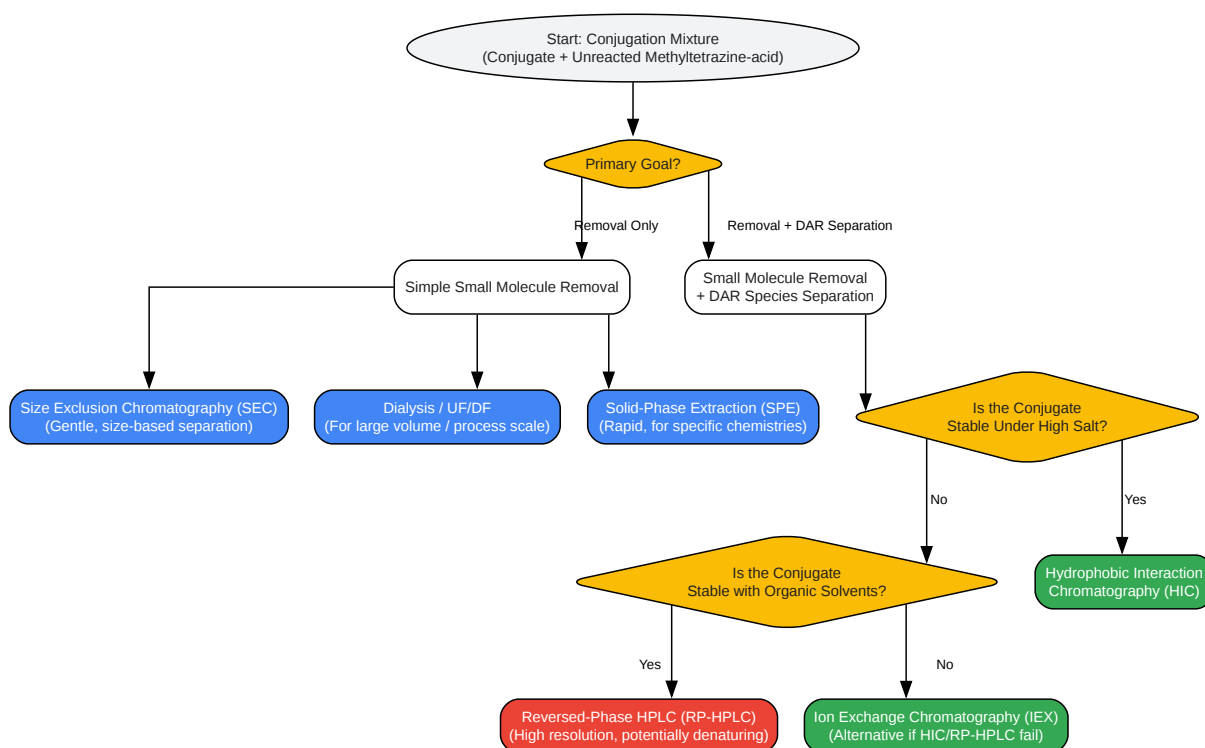 Start: Conjugation Mixture
(Conjugate + Unreacted Methyltetrazine-acid)
Primary Goal?
Removal Only
Removal + DAR Separation
Simple Small Molecule Removal
Small Molecule Removal
+ DAR Species Separation
Size Exclusion Chromatography (SEC)
(Gentle, size-based separation)
Dialysis / UF/DF
(For large volume / process scale)
Solid-Phase Extraction (SPE)
(Rapid, for specific chemistries)
Is the Conjugate
Stable Under High Salt?
No
Yes
Is the Conjugate
Stable with Organic Solvents?
Hydrophobic Interaction
Chromatography (HIC)
Yes
No
Reversed-Phase HPLC (RP-HPLC)
(High resolution, potentially denaturing)
Ion Exchange Chromatography (IEX)
(Alternative if HIC/RP-HPLC fail)